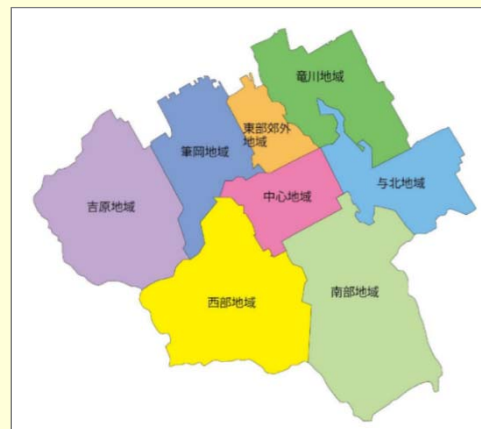 竜川地域
東部郊外
地域
筆岡地域
与北地域
中心地域
吉原地域
西部地域
南部地域